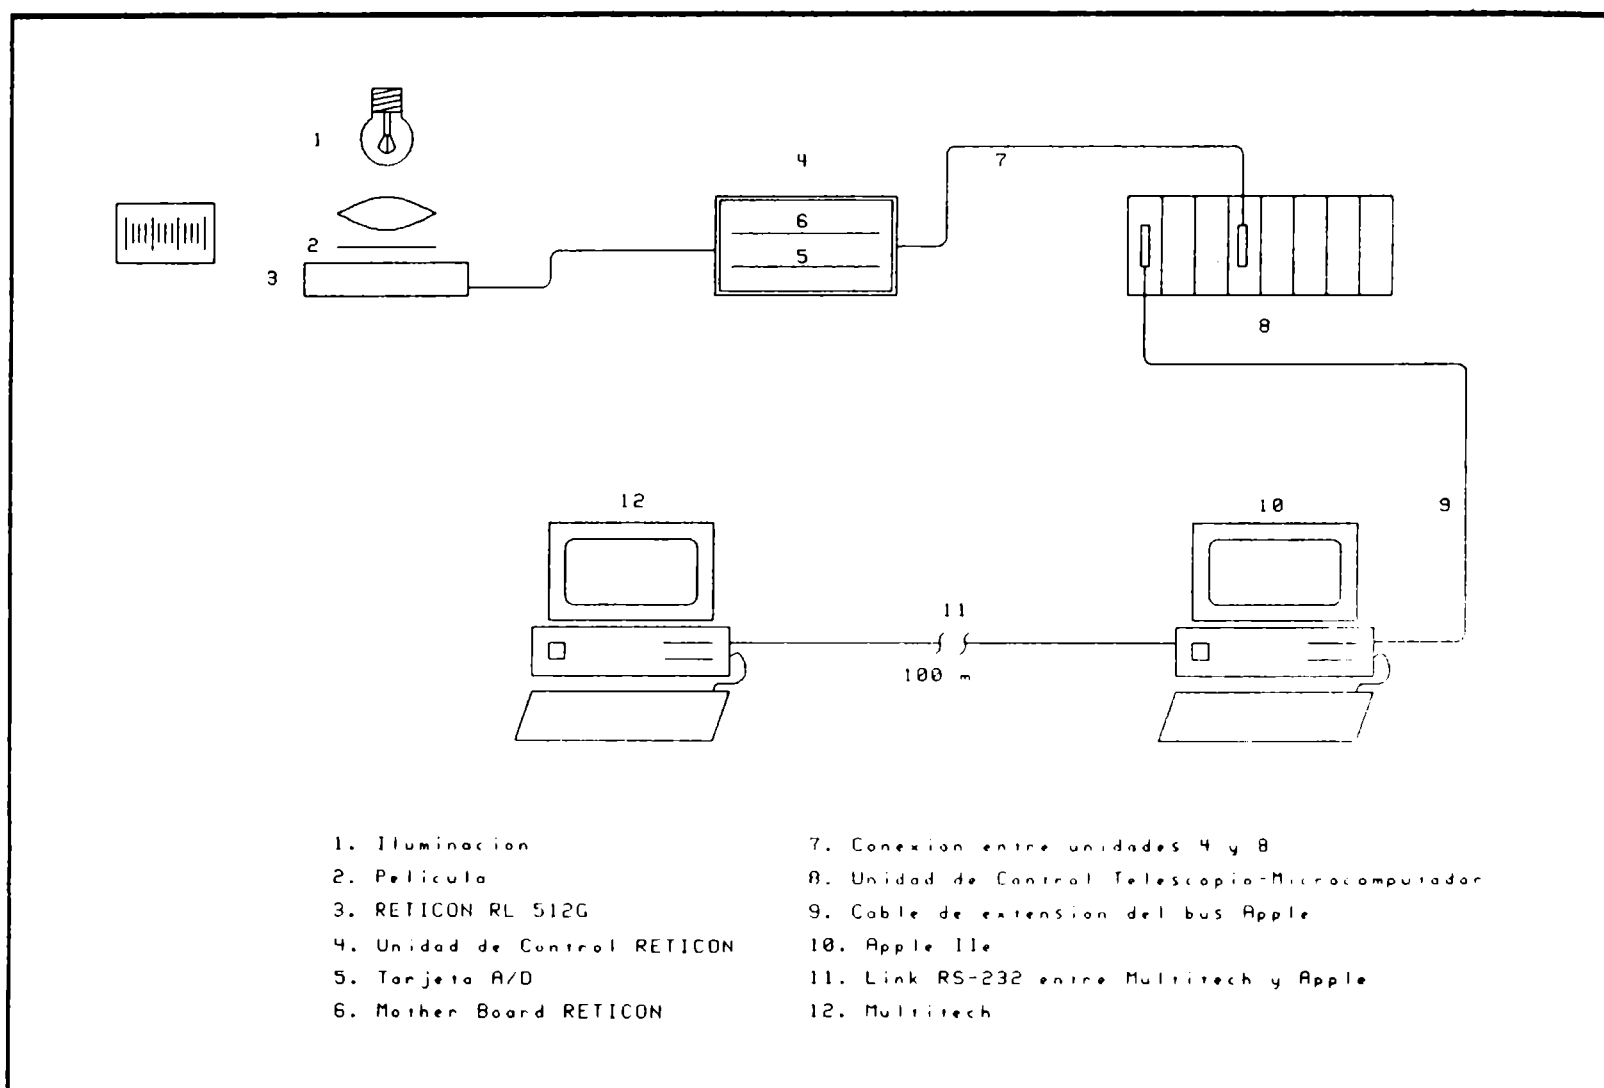 1
4
7
6
2
5
3
8
12
10
9
11
100 m
1. Iluminacion
2. Pelicula
3. RETICON RL 512G
4. Unidad de Control RETICON
5. Tarjeta A/D
6. Mother Board RETICON
7. Conexion entre unidades 4 y 8
8. Unidad de Control Telescopio-Microcomputador
9. Cable de extension del bus Apple
10. Apple IIe
11. Link RS-232 entre Multitech y Apple
12. Multitech